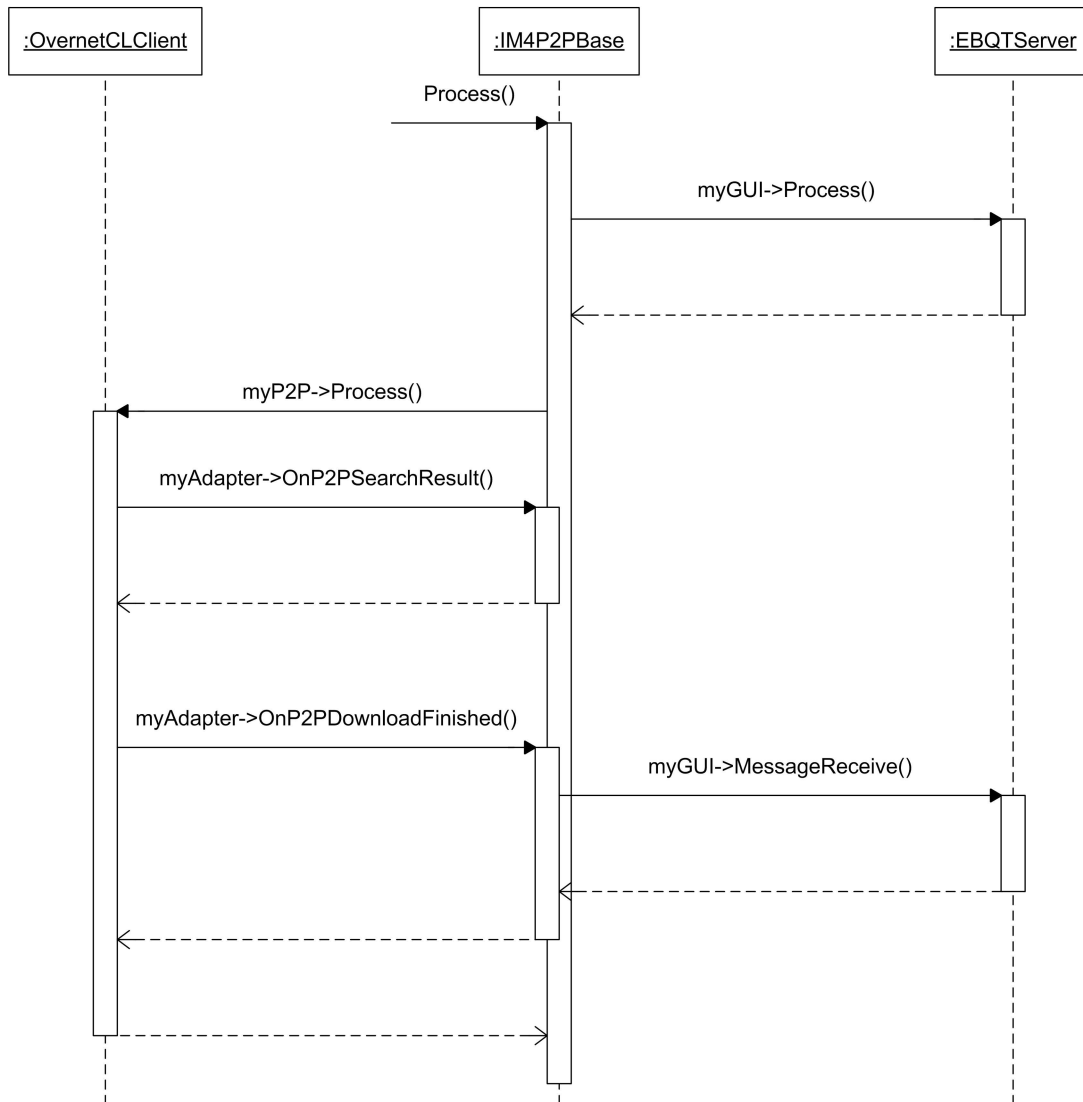 :OvernetCLClient
:IM4P2PBase
:EBQTServer
Process()
myGUI->Process()
myP2P->Process()
myAdapter->OnP2PSearchResult()
myAdapter->OnP2PDownloadFinished()
myGUI->MessageReceive()